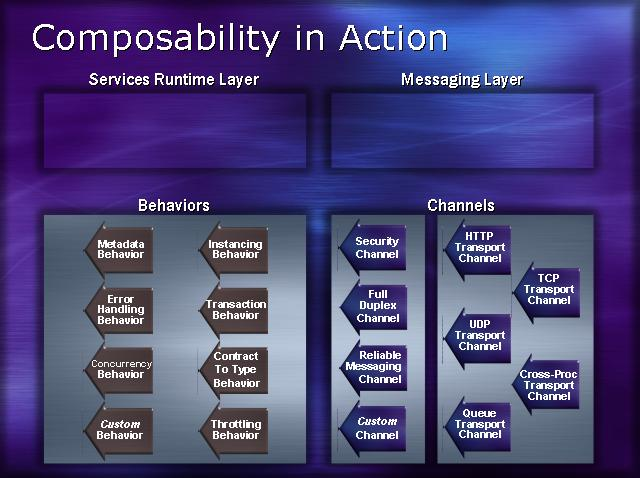 Composability in Action
Services Runtime Layer
Messaging Layer
Behaviors
Metadata
Behavior
Instancing
Behavior
Error
Handling
Behavior
Transaction
Behavior
Concurrency
Behavior
Contract
To Type
Behavior
Custom
Behavior
Throttling
Behavior
Channels
Security
Channel
Full
Duplex
Channel
Reliable
Messaging
Channel
Custom
Channel
HTTP
Transport
Channel
TCP
Transport
Channel
UDP
Transport
Channel
Cross-Proc
Transport
Channel
Queue
Transport
Channel